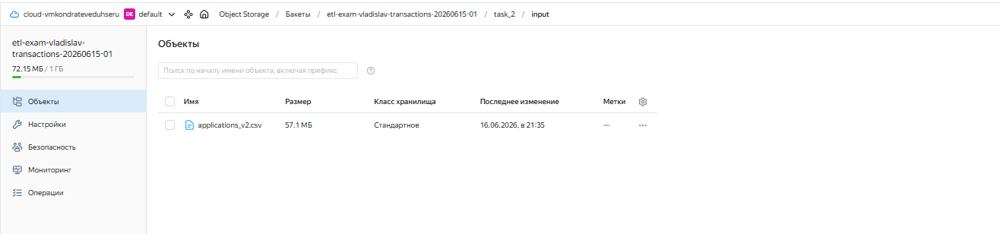 cloud-vmkondrateveduhseru DE default Object Storage / Бакеты / etl-exam-vladislav-transactions-20260615-01 / task_2 / input
etl-exam-vladislav-
transactions-20260615-01
72.15 МБ / 1 ГБ
Объекты
Настройки
Безопасность
Мониторинг
Операции
Объекты
Поиск по началу имени объекта, включая префикс
Имя Размер Класс хранилища Последнее изменение Метки
applications_v2.csv 57.1 МБ Стандартное 16.06.2026, в 21:35 —